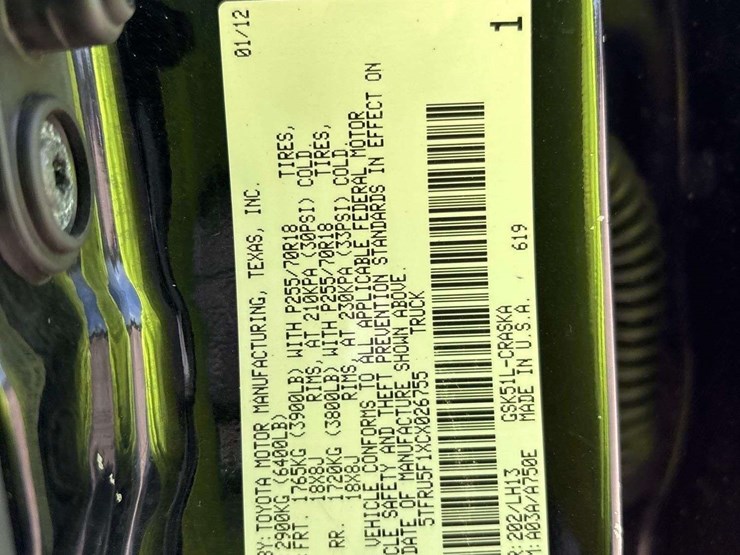 BY: TOYOTA MOTOR MANUFACTURING, TEXAS, INC. 01/12
2900KG (6400LB)
FRT. 1765KG (3900LB) WITH P255/70R18 TIRES,
18X8J RIMS, AT 210KPA (30PSI) COLD.
RR. 1720KG (3800LB) WITH P255/70R18 TIRES,
18X8J RIMS AT 230KPA (33PSI) COLD.
VEHICLE CONFORMS TO ALL APPLICABLE FEDERAL MOTOR
CLE SAFETY AND THEFT PREVENTION STANDARDS IN EFFECT ON
DATE OF MANUFACTURE SHOWN ABOVE.
5TFRU5F1XCX026755 TRUCK
R: 202/LH13 GSK51L-CRASKA
M: A03A/A750E MADE IN U.S.A. 619
1